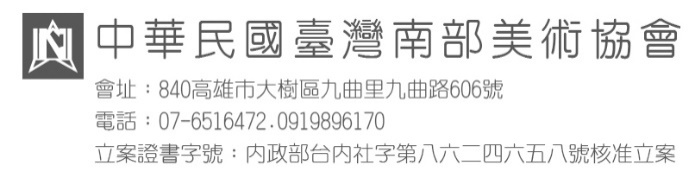 中華民國臺灣南部美術協會
會址：840高雄市大樹區九曲里九曲路606號
電話：07-6516472.0919896170
立案證書字號：內政部台內社字第八六二四六五八號核准立案